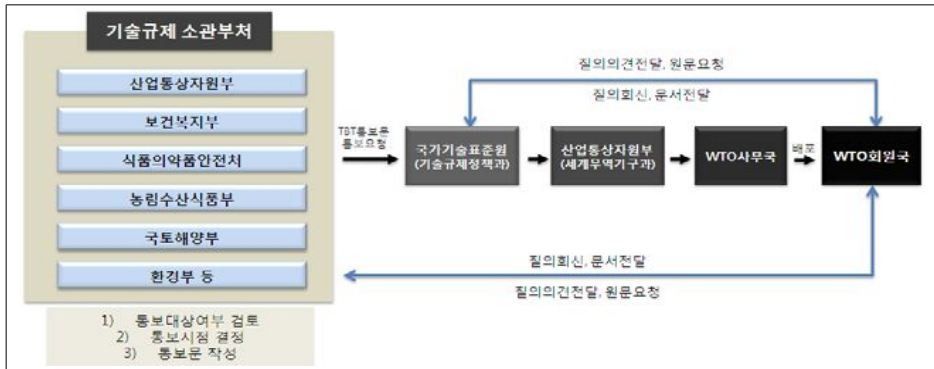 기술규제 소관부처
산업통상자원부
보건복지부
식품의약품안전처
농림수산식품부
국토해양부
환경부 등
1) 통보대상여부 검토
2) 통보시점 결정
3) 통보문 작성
TBT통보문
통보요청
국가기술표준원
(기술규제정책과)
산업통상자원부
(세계무역기구과)
WTO사무국
배포
WTO회원국
질의의견전달, 원문요청
질의회신, 문서전달
질의회신, 문서전달
질의의견전달, 원문요청